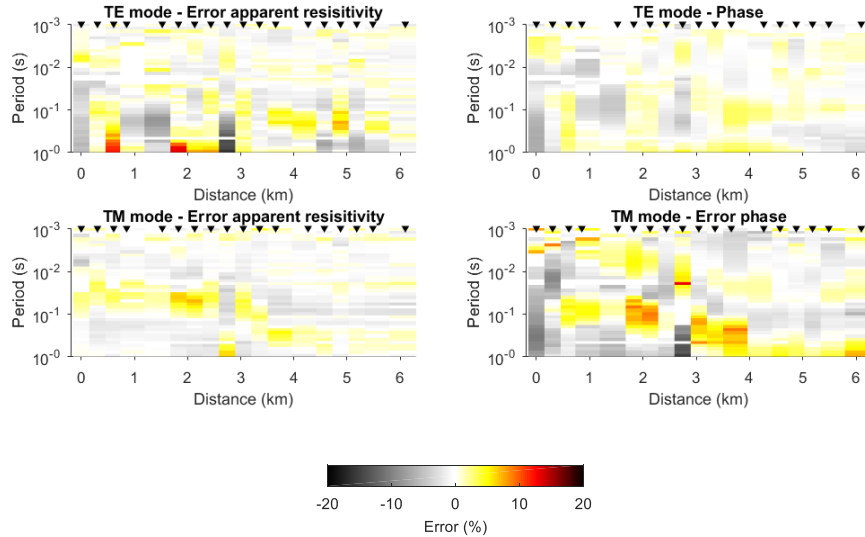 TE mode - Error apparent resisitivity
TE mode - Phase
10^-3
10^-2
10^-1
10^-0
Period (s)
0 1 2 3 4 5 6
Distance (km)
10^-3
10^-2
10^-1
10^-0
Period (s)
0 1 2 3 4 5 6
Distance (km)
TM mode - Error apparent resisitivity
TM mode - Error phase
10^-3
10^-2
10^-1
10^-0
Period (s)
0 1 2 3 4 5 6
Distance (km)
10^-3
10^-2
10^-1
10^-0
Period (s)
0 1 2 3 4 5 6
Distance (km)
-20 -10 0 10 20
Error (%)